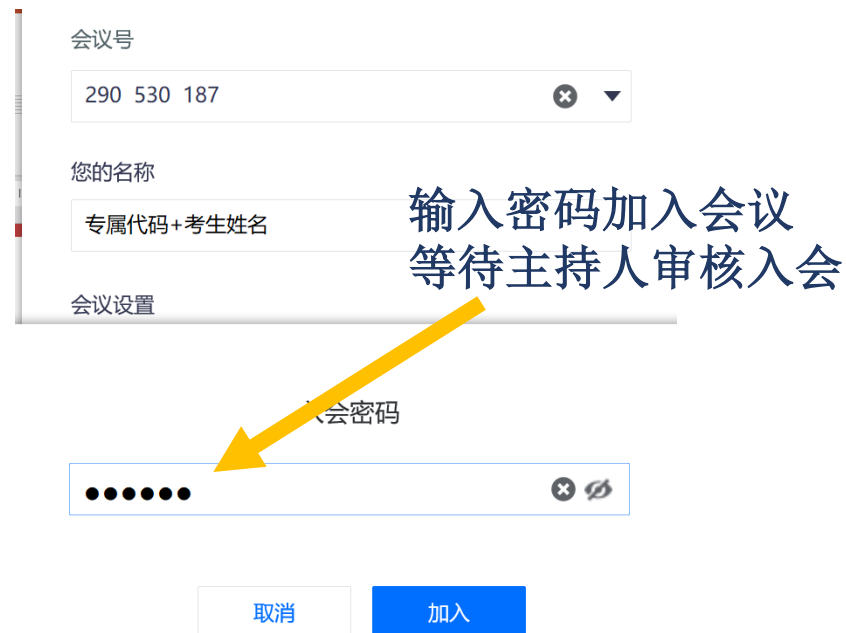 会议号
290 530 187
您的名称
专属代码+考生姓名
输入密码加入会议
等待主持人审核入会
会议设置
会密码
●●●●●●
取消
加入